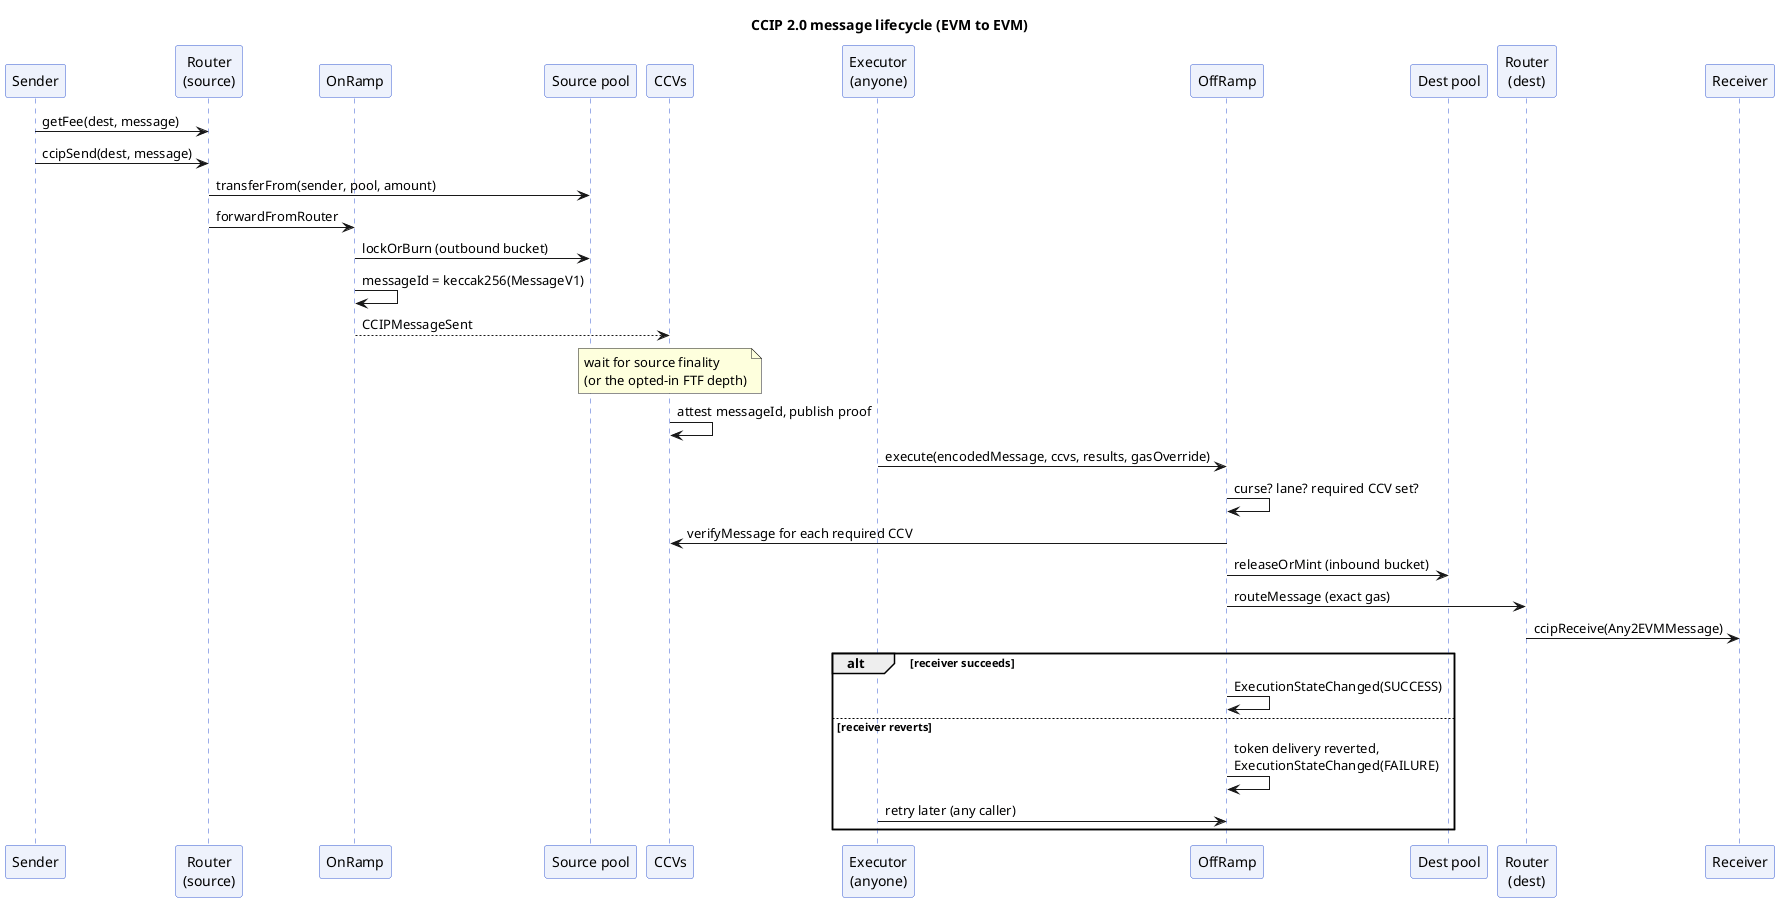 CCIP 2.0 message lifecycle (EVM to EVM)
Sender
Router
(source)
OnRamp
Source pool
CCVs
Executor
(anyone)
OffRamp
Dest pool
Router
(dest)
Receiver
getFee(dest, message)
ccipSend(dest, message)
transferFrom(sender, pool, amount)
forwardFromRouter
lockOrBurn (outbound bucket)
messageId = keccak256(MessageV1)
CCIPMessageSent
wait for source finality
(or the opted-in FTF depth)
attest messageId, publish proof
execute(encodedMessage, ccvs, results, gasOverride)
curse? lane? required CCV set?
verifyMessage for each required CCV
releaseOrMint (inbound bucket)
routeMessage (exact gas)
ccipReceive(Any2EVMMessage)
alt [receiver succeeds]
ExecutionStateChanged(SUCCESS)
[receiver reverts]
token delivery reverted,
ExecutionStateChanged(FAILURE)
retry later (any caller)
Sender
Router
(source)
OnRamp
Source pool
CCVs
Executor
(anyone)
OffRamp
Dest pool
Router
(dest)
Receiver